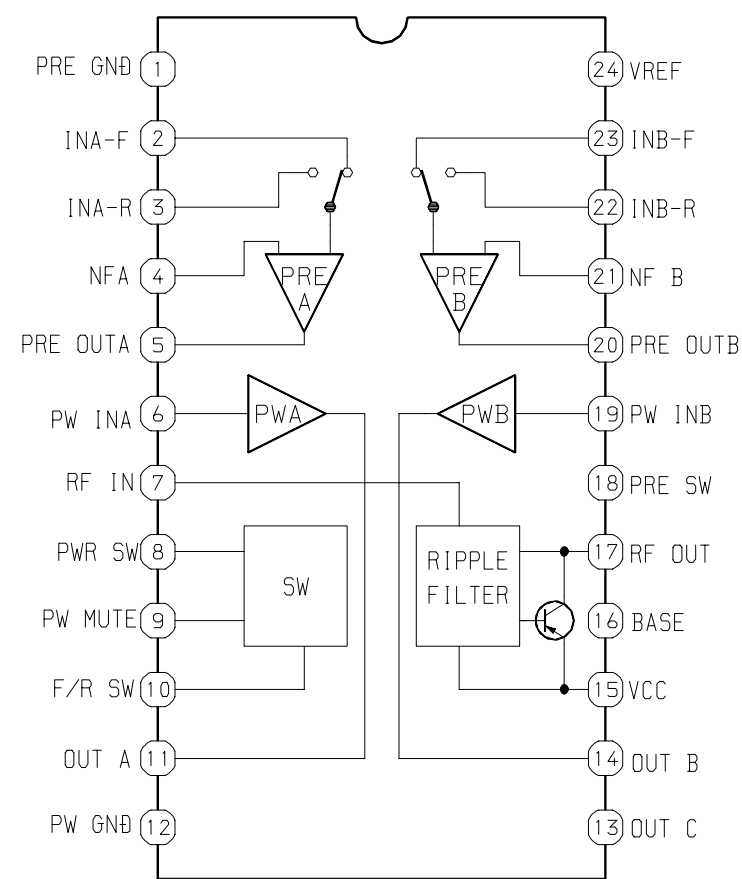 PRE GND 1
24 VREF
INA-F 2
23 INB-F
INA-R 3
22 INB-R
NFA 4
PRE A
PRE B
21 NF B
PRE OUTA 5
20 PRE OUTB
PW INA 6
PWA
PWB
19 PW INB
RF IN 7
18 PRE SW
PWR SW 8
SW
RIPPLE
FILTER
17 RF OUT
PW MUTE 9
16 BASE
F/R SW 10
15 VCC
OUT A 11
14 OUT B
PW GND 12
13 OUT C